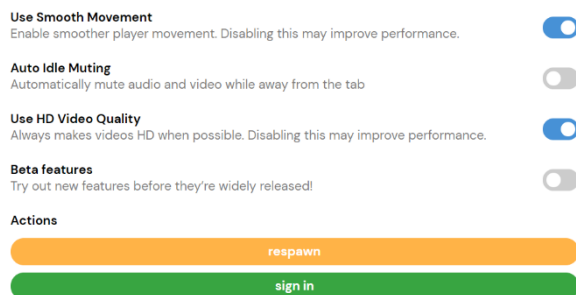 Use Smooth Movement
Enable smoother player movement. Disabling this may improve performance.
Auto Idle Muting
Automatically mute audio and video while away from the tab
Use HD Video Quality
Always makes videos HD when possible. Disabling this may improve performance.
Beta features
Try out new features before they're widely released!
Actions
respawn
sign in